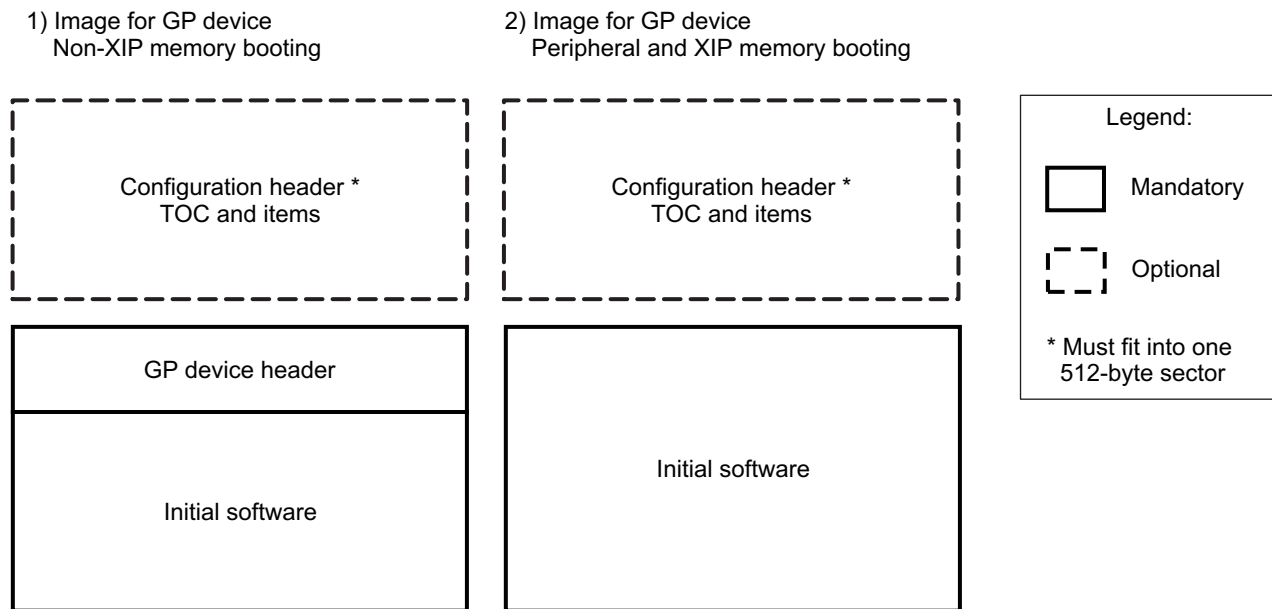 1) Image for GP device
Non-XIP memory booting
2) Image for GP device
Peripheral and XIP memory booting
Configuration header *
TOC and items
Configuration header *
TOC and items
GP device header
Initial software
Initial software
Legend:
Mandatory
Optional
* Must fit into one
512-byte sector